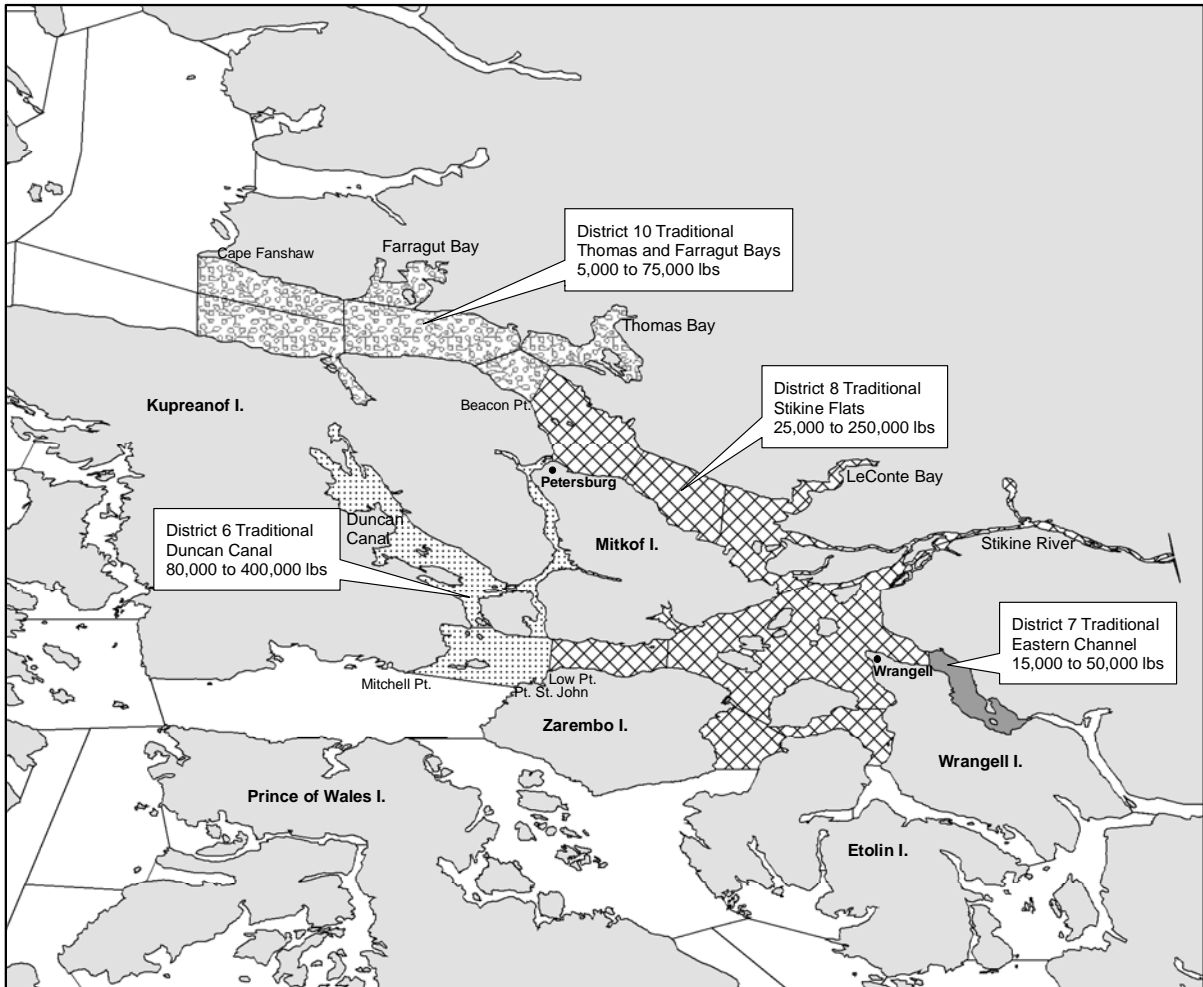 District 10 Traditional
Thomas and Farragut Bays
5,000 to 75,000 lbs
Cape Fanshaw
Farragut Bay
Thomas Bay
Kupreanof I.
Beacon Pt.
District 8 Traditional
Stikine Flats
25,000 to 250,000 lbs
Petersburg
LeConte Bay
Duncan
Canal
District 6 Traditional
Duncan Canal
80,000 to 400,000 lbs
Mitkof I.
Stikine River
District 7 Traditional
Eastern Channel
15,000 to 50,000 lbs
Wrangell
Mitchell Pt.
Low Pt.
Pt. St. John
Zarembo I.
Wrangell I.
Prince of Wales I.
Etolin I.